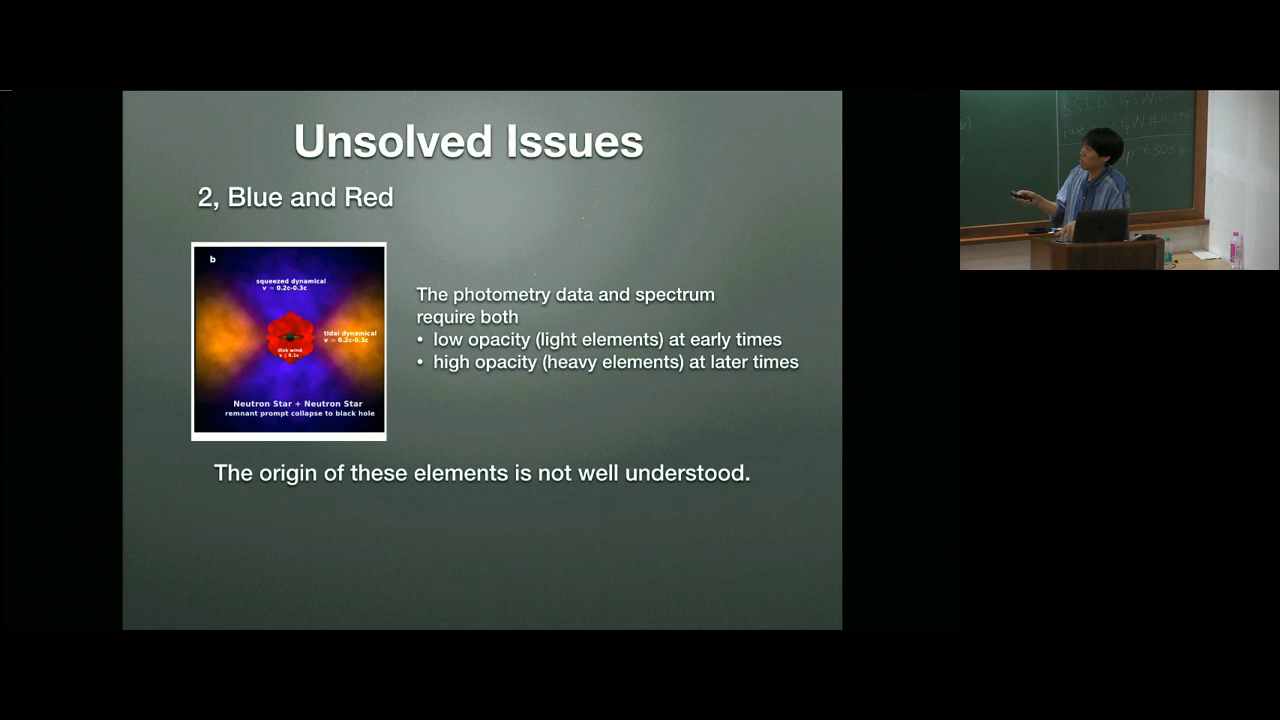 Unsolved Issues
2, Blue and Red
b
squeezed dynamical
v = 0.2c-0.3c
tidal dynamical
v = 0.2c-0.3c
disk wind
Neutron Star + Neutron Star
remnant prompt collapse to black hole
The photometry data and spectrum
require both
• low opacity (light elements) at early times
• high opacity (heavy elements) at later times
The origin of these elements is not well understood.
SSID:
6303